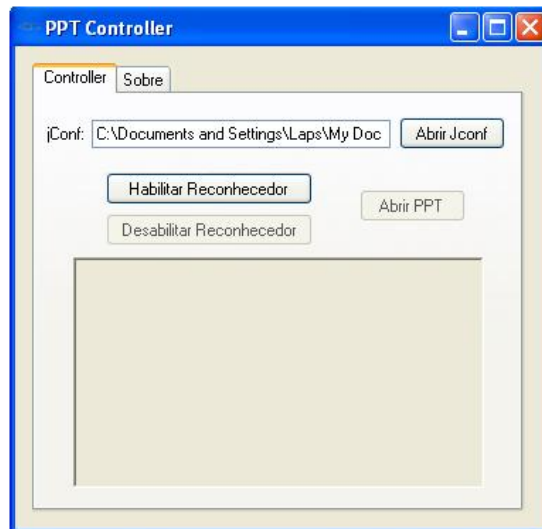 PPT Controller
Controller Sobre
jConf: C:\Documents and Settings\Laps\My Doc Abrir Jconf
Habilitar Reconhecedor
Abrir PPT
Desabilitar Reconhecedor